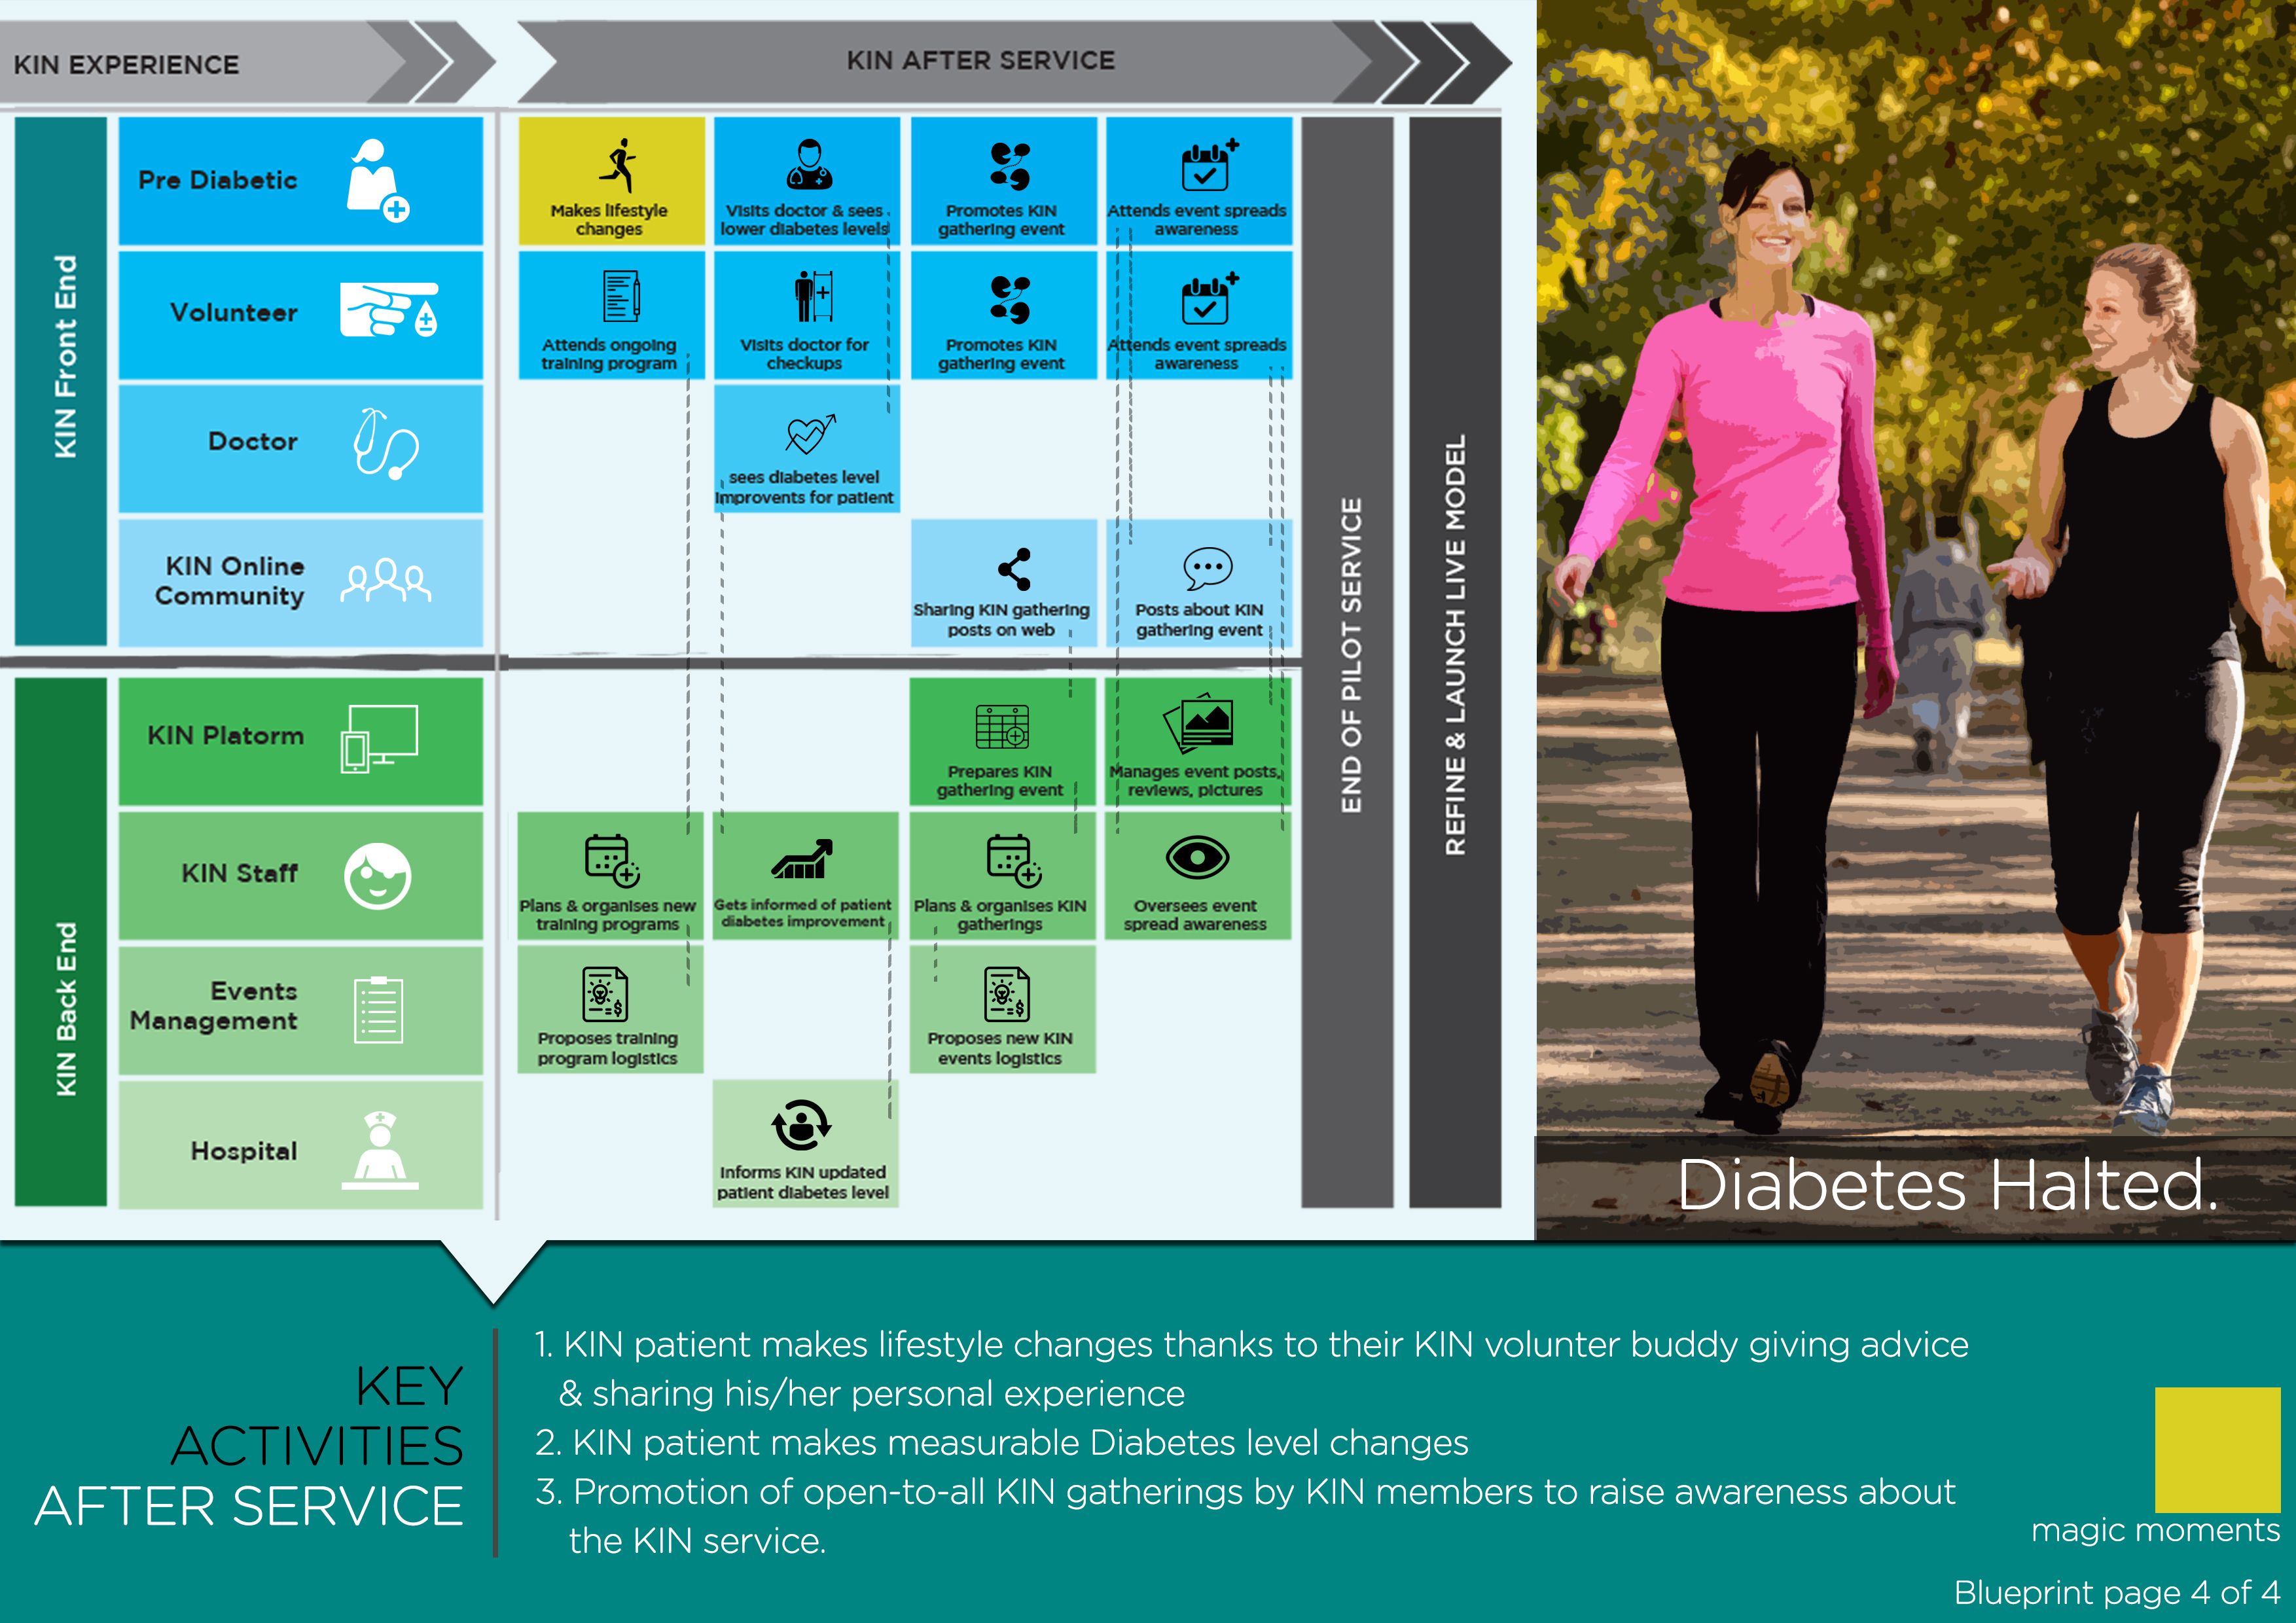 KIN EXPERIENCE
KIN AFTER SERVICE
KIN Front End
Pre Diabetic
Makes lifestyle
changes
Visits doctor & sees
lower diabetes levels
Promotes KIN
gathering event
Attends event spreads
awareness
Volunteer
Attends ongoing
training program
Visits doctor for
checkups
Promotes KIN
gathering event
Attends event spreads
awareness
Doctor
sees diabetes level
improvents for patient
KIN Online
Community
Sharing KIN gathering
posts on web
Posts about KIN
gathering event
KIN Back End
KIN Platorm
Prepares KIN
gathering event
Manages event posts,
reviews, pictures
KIN Staff
Plans & organises new
training programs
Gets informed of patient
diabetes improvement
Plans & organises KIN
gatherings
Oversees event
spread awareness
Events
Management
Proposes training
program logistics
Proposes new KIN
events logistics
Hospital
Informs KIN updated
patient diabetes level
END OF PILOT SERVICE
REFINE & LAUNCH LIVE MODEL
Diabetes Halted.
KEY
ACTIVITIES
AFTER SERVICE
1. KIN patient makes lifestyle changes thanks to their KIN volunter buddy giving advice
& sharing his/her personal experience
2. KIN patient makes measurable Diabetes level changes
3. Promotion of open-to-all KIN gatherings by KIN members to raise awareness about
the KIN service.
magic moments
Blueprint page 4 of 4